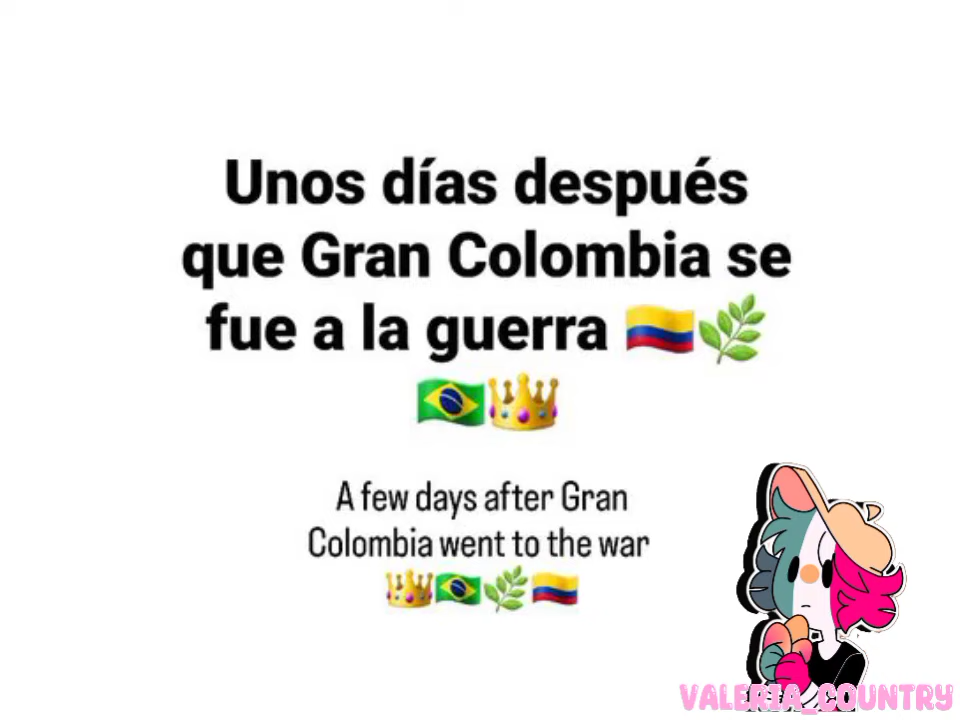 Unos días después
que Gran Colombia se
fue a la guerra 🇨🇴🌿
🇧🇷👑
A few days after Gran
Colombia went to the war
👑🇧🇷🌿🇨🇴
VALERIA_COUNTRY